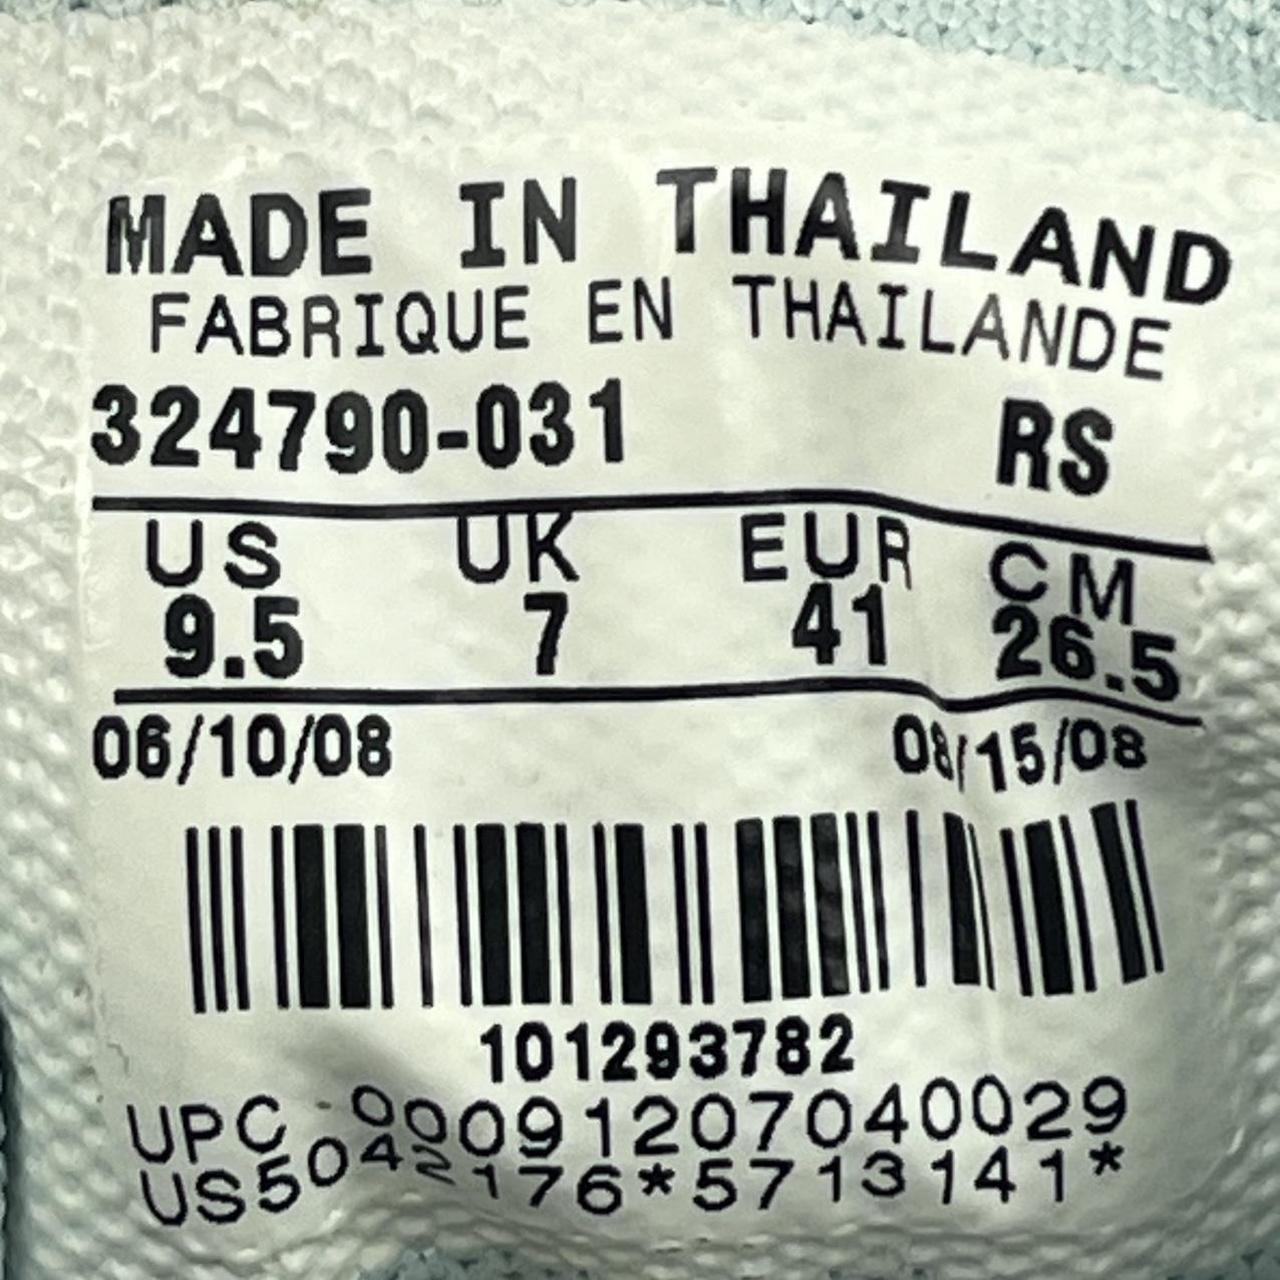 MADE IN THAILAND
FABRIQUE EN THAILANDE
324790-031 RS
US UK EUR CM
9.5 7 41 26.5
06/10/08 08/15/08
101293782
UPC 00091207040029
US5042176*5713141*